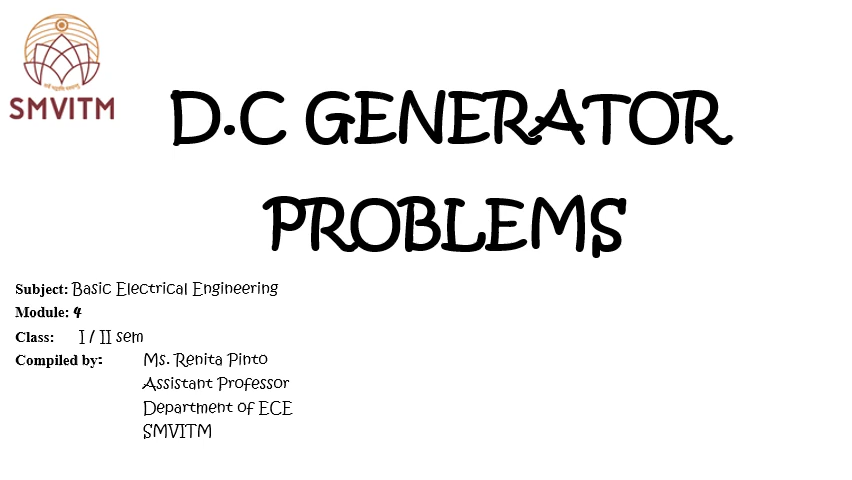 SMVITM
D.C GENERATOR
PROBLEMS
Subject: Basic Electrical Engineering
Module: 4
Class: I / II sem
Compiled by: Ms. Renita Pinto
Assistant Professor
Department of ECE
SMVITM